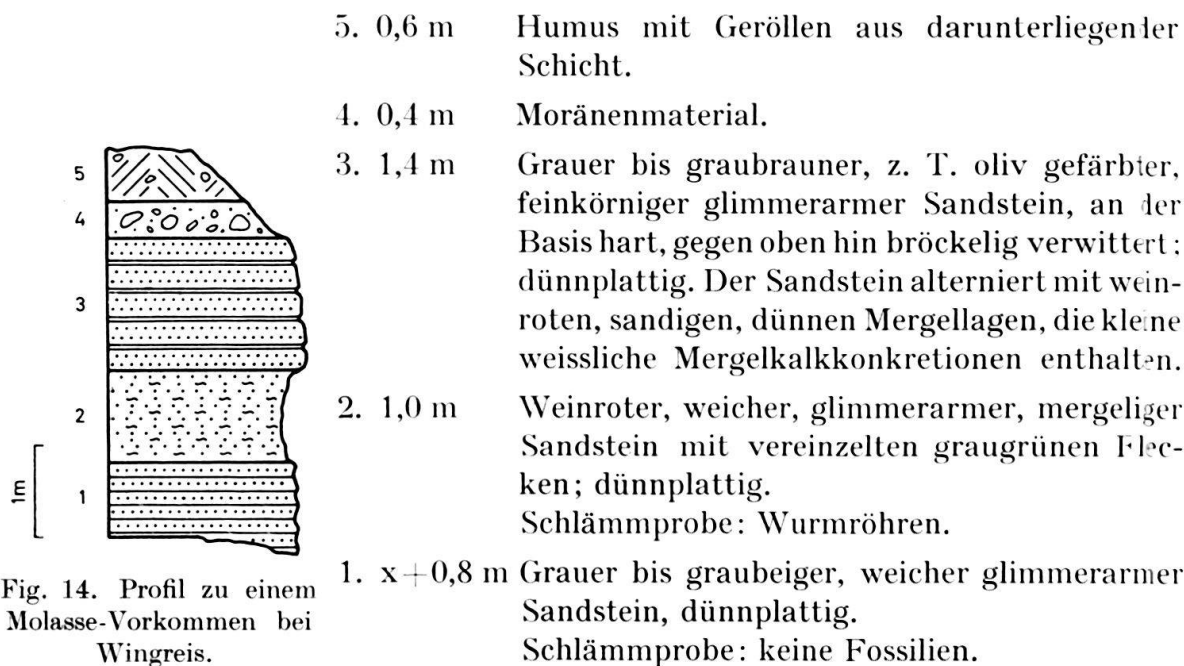 5. 0,6 m Humus mit Geröllen aus darunterliegender
Schicht.
4. 0,4 m Moränenmaterial.
3. 1,4 m Grauer bis graubrauner, z. T. oliv gefärbter,
feinkörniger glimmerarmer Sandstein, an der
Basis hart, gegen oben hin bröckelig verwittert;
dünnplattig. Der Sandstein alterniert mit wein-
roten, sandigen, dünnen Mergellagen, die kleine
weissliche Mergelkalkkonkretionen enthalten.
2. 1,0 m Weinroter, weicher, glimmerarmer, mergeliger
Sandstein mit vereinzelten graugrünen Flec-
ken; dünnplattig.
Schlämmprobe: Wurmröhren.
1. x+0,8 m Grauer bis graubeiger, weicher glimmerarmer
Sandstein, dünnplattig.
Schlämmprobe: keine Fossilien.
5
4
3
2
1
1m
Fig. 14. Profil zu einem
Molasse-Vorkommen bei
Wingreis.